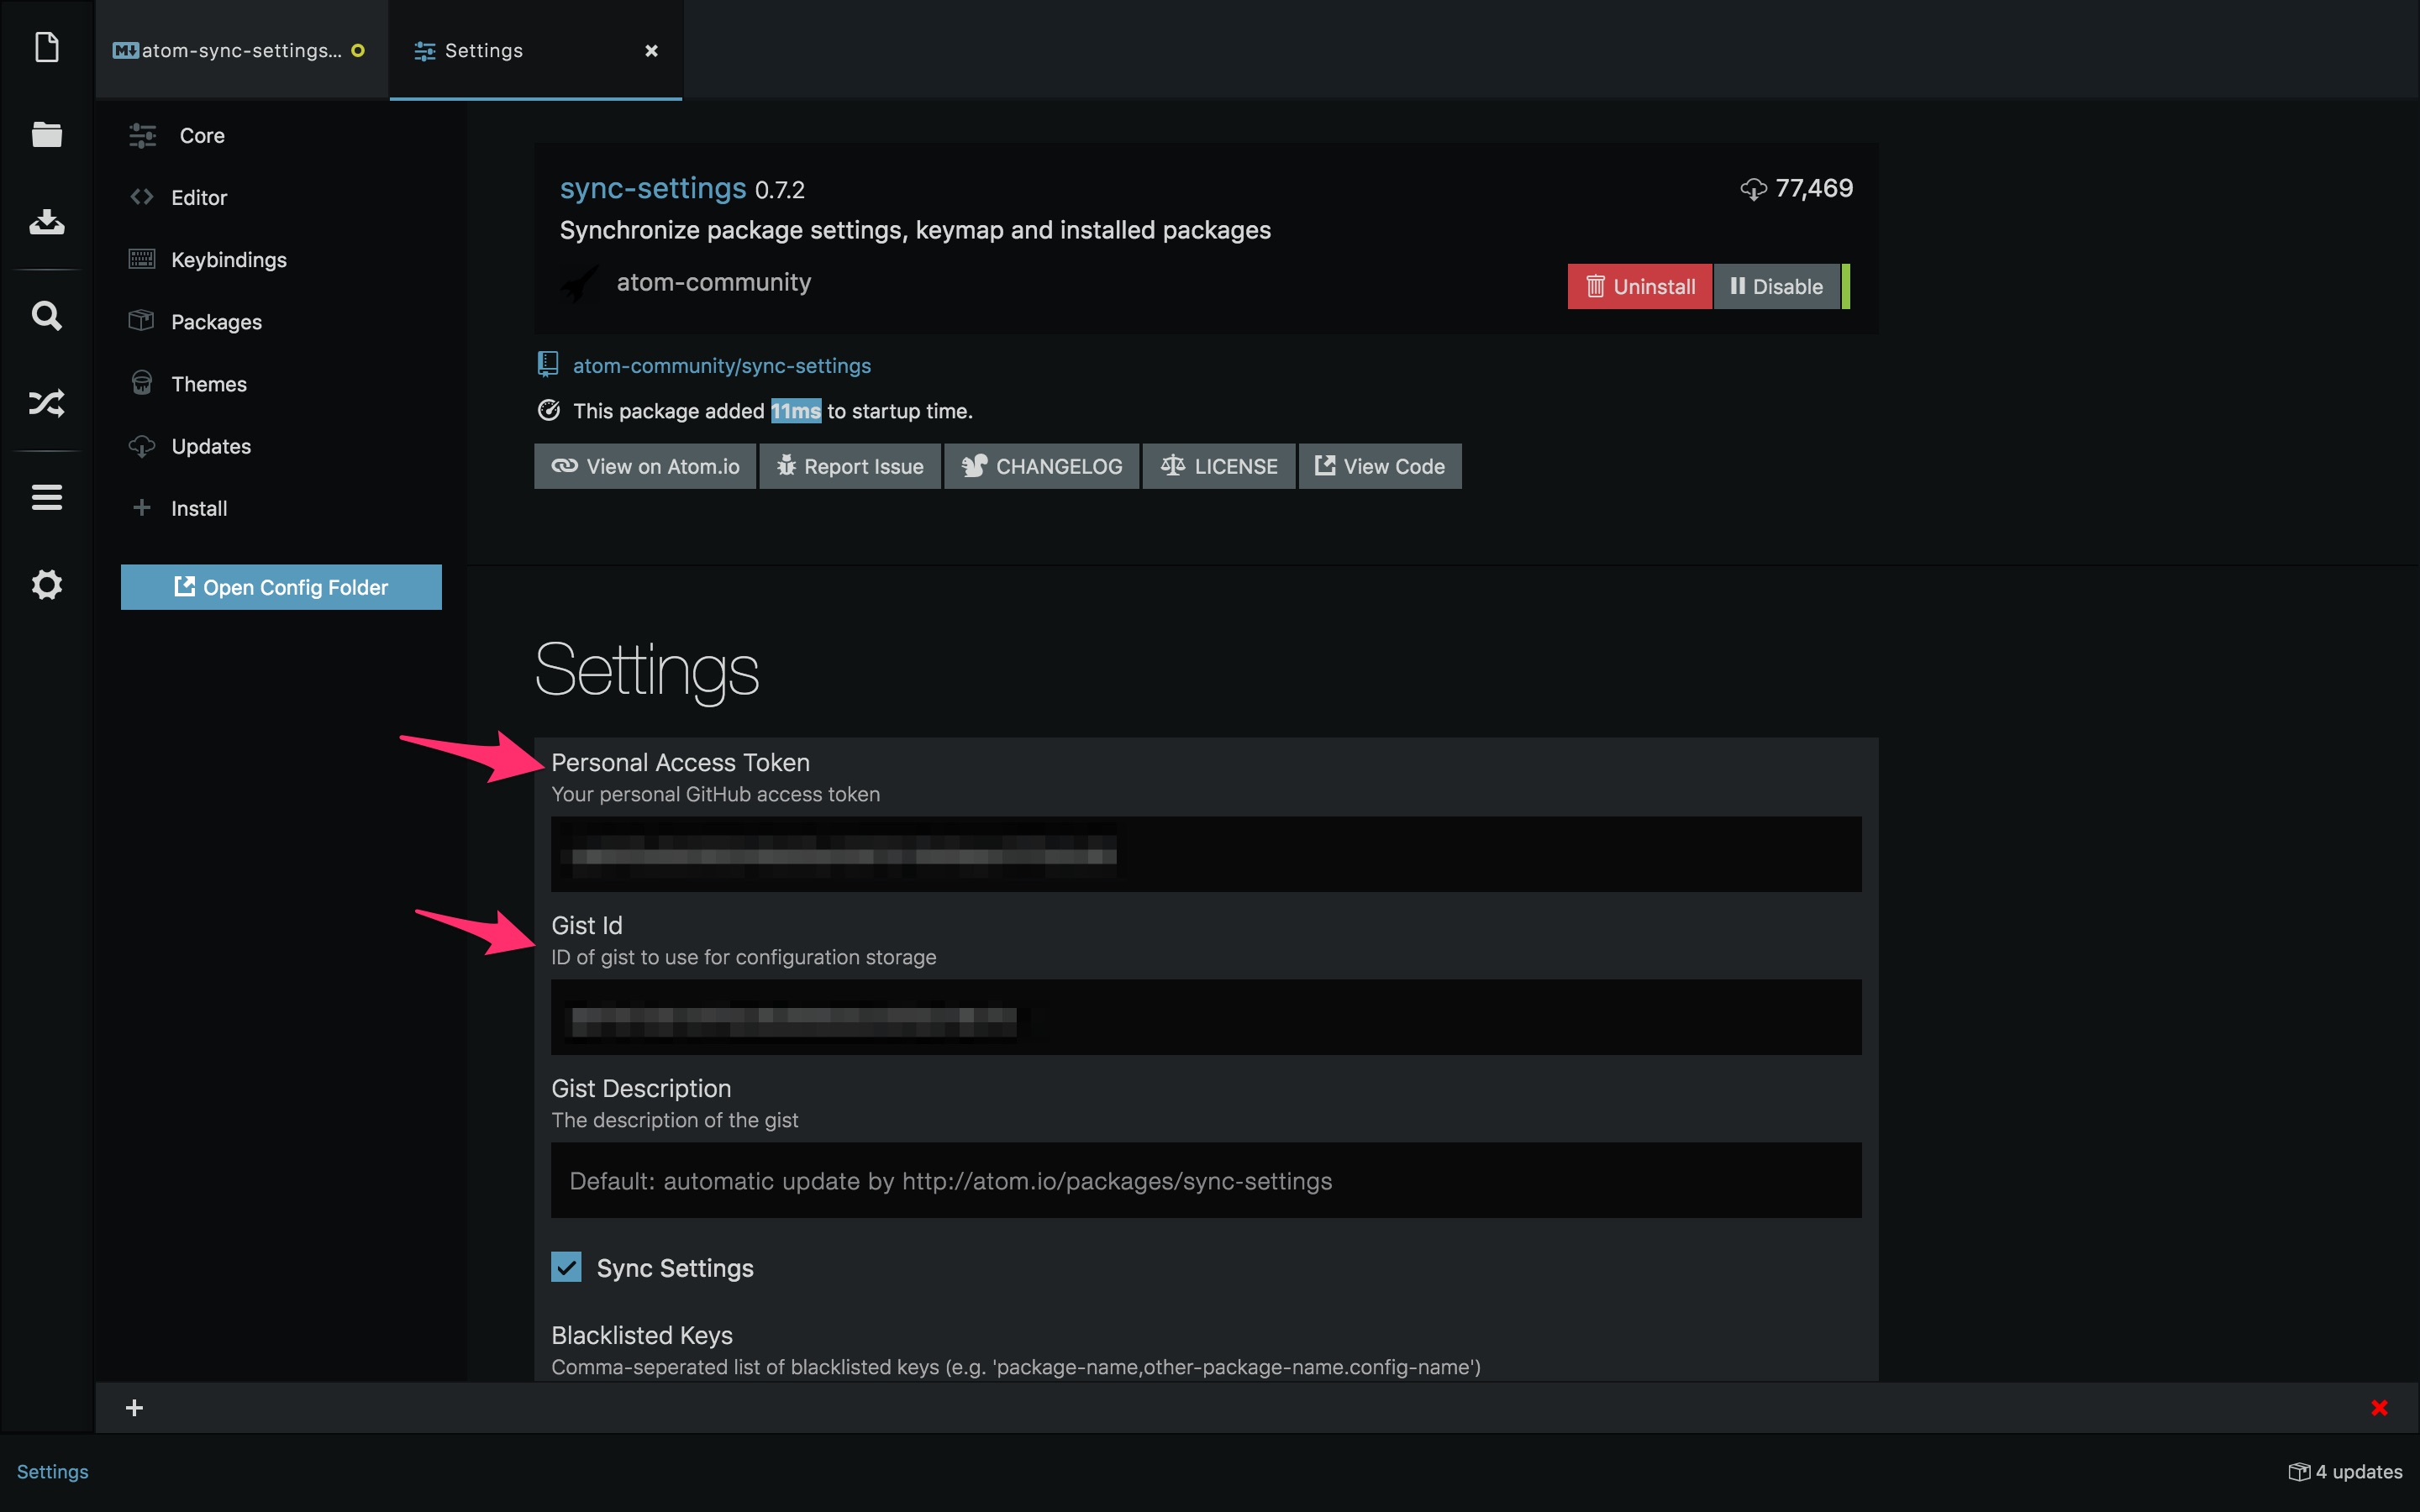 atom-sync-settings...
Settings
Core
Editor
Keybindings
Packages
Themes
Updates
Install
Open Config Folder
sync-settings 0.7.2
77,469
Synchronize package settings, keymap and installed packages
atom-community
Uninstall
Disable
atom-community/sync-settings
This package added 11ms to startup time.
View on Atom.io
Report Issue
CHANGELOG
LICENSE
View Code
Settings
Personal Access Token
Your personal GitHub access token
Gist Id
ID of gist to use for configuration storage
Gist Description
The description of the gist
Default: automatic update by http://atom.io/packages/sync-settings
Sync Settings
Blacklisted Keys
Comma-seperated list of blacklisted keys (e.g. 'package-name,other-package-name.config-name')
Settings
4 updates